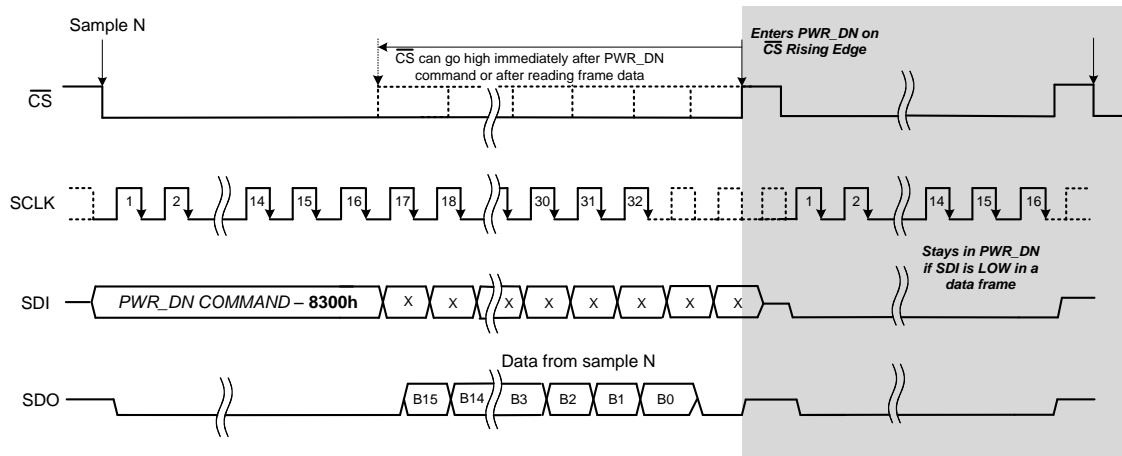 Sample N
CS can go high immediately after PWR_DN
command or after reading frame data
Enters PWR_DN on
CS Rising Edge
CS
SCLK
1 2 14 15 16 17 18 30 31 32 1 2 14 15 16
Stays in PWR_DN
if SDI is LOW in a
data frame
SDI
PWR_DN COMMAND – 8300h
X X X X X X X X
Data from sample N
SDO
B15 B14 B3 B2 B1 B0